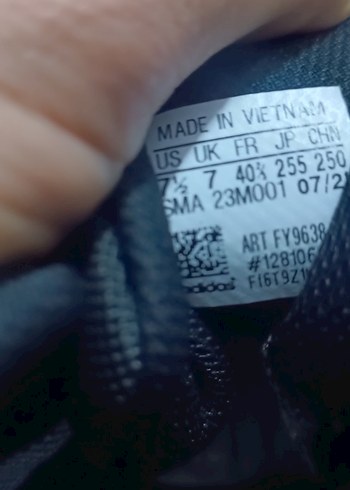 MADE IN VIETNAM
US UK FR JP CHN
7½ 7 40⅔ 255 250
SMA 23M001 07/2
ART FY9638
#128106
adidas